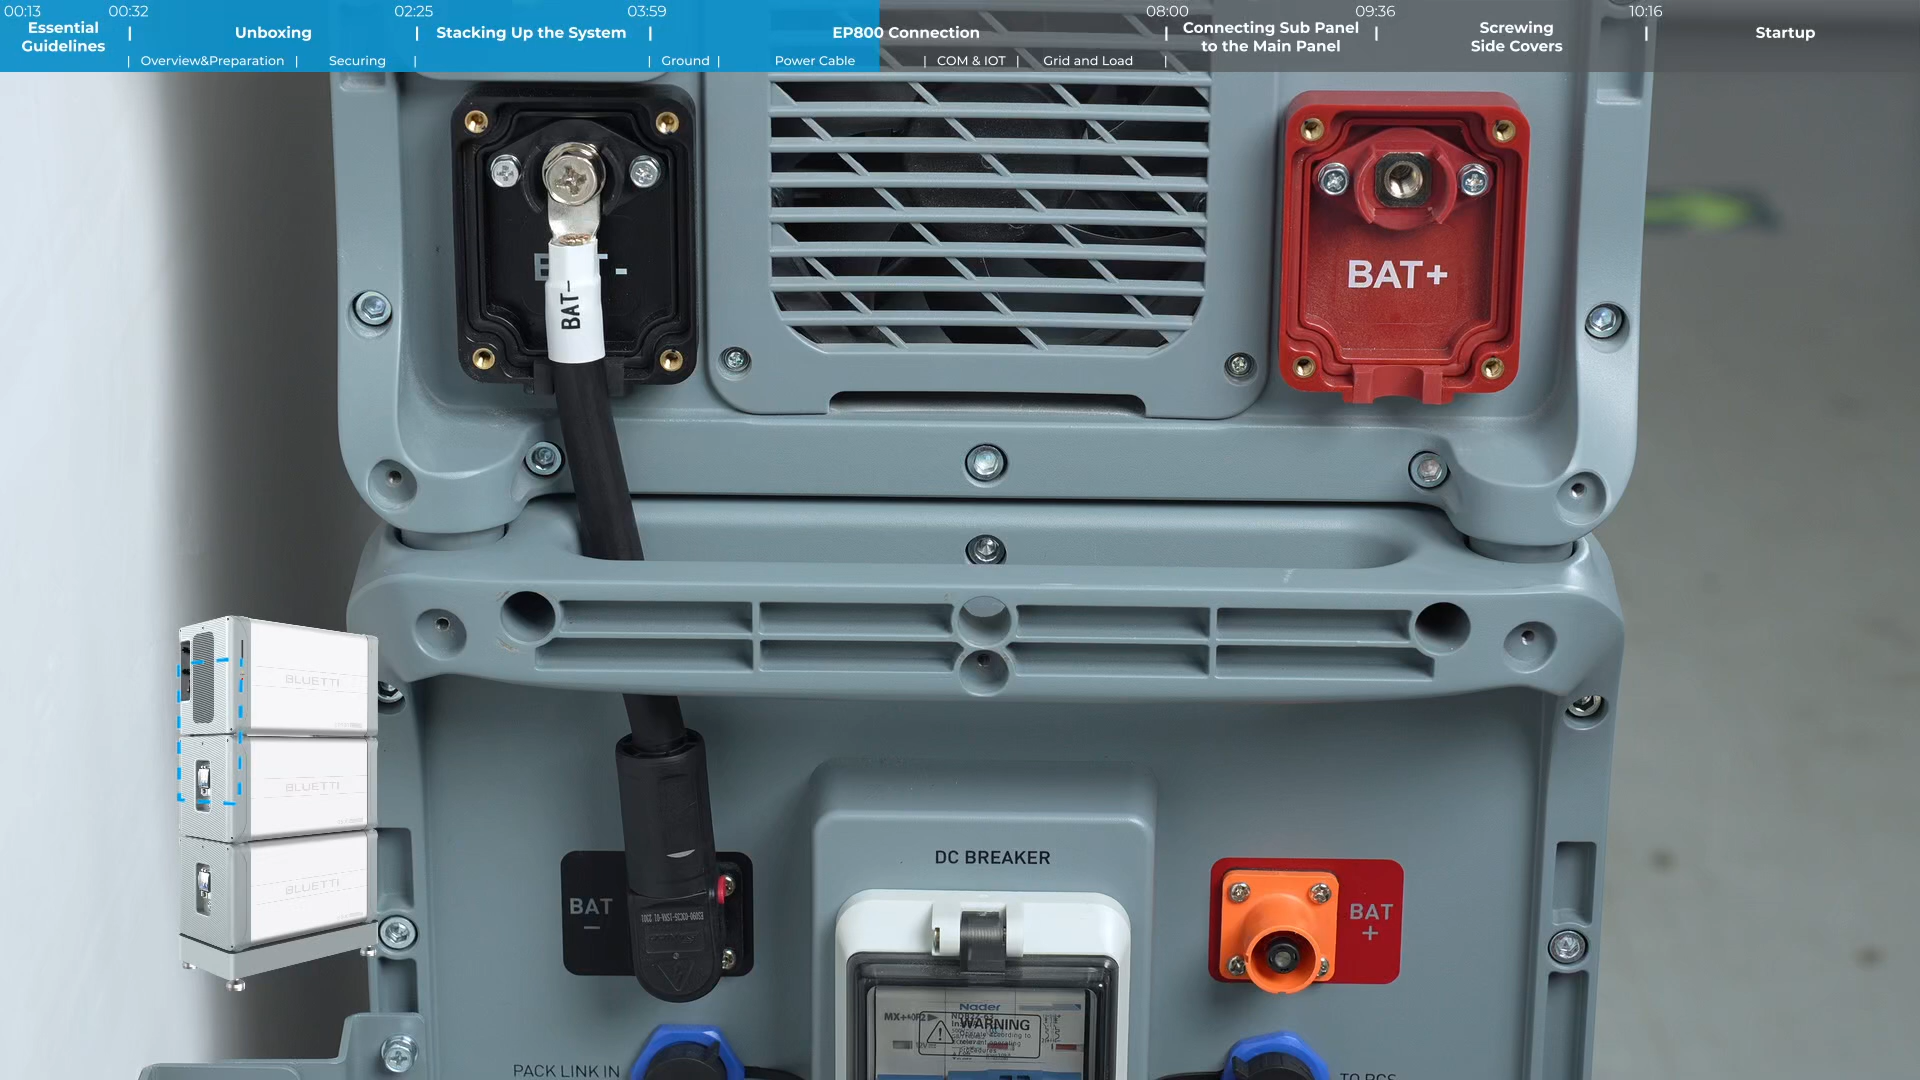 00:13
00:32
02:25
03:59
08:00
09:36
10:16
Essential
Guidelines
Unboxing
Stacking Up the System
EP800 Connection
Connecting Sub Panel
to the Main Panel
Screwing
Side Covers
Startup
Overview&Preparation
Securing
Ground
Power Cable
COM & IOT
Grid and Load
BAT-
BAT+
BLUETTI
BLUETTI
BLUETTI
DC BREAKER
BAT
–
BAT
+
Nader
WARNING
PACK LINK IN
TO PCS